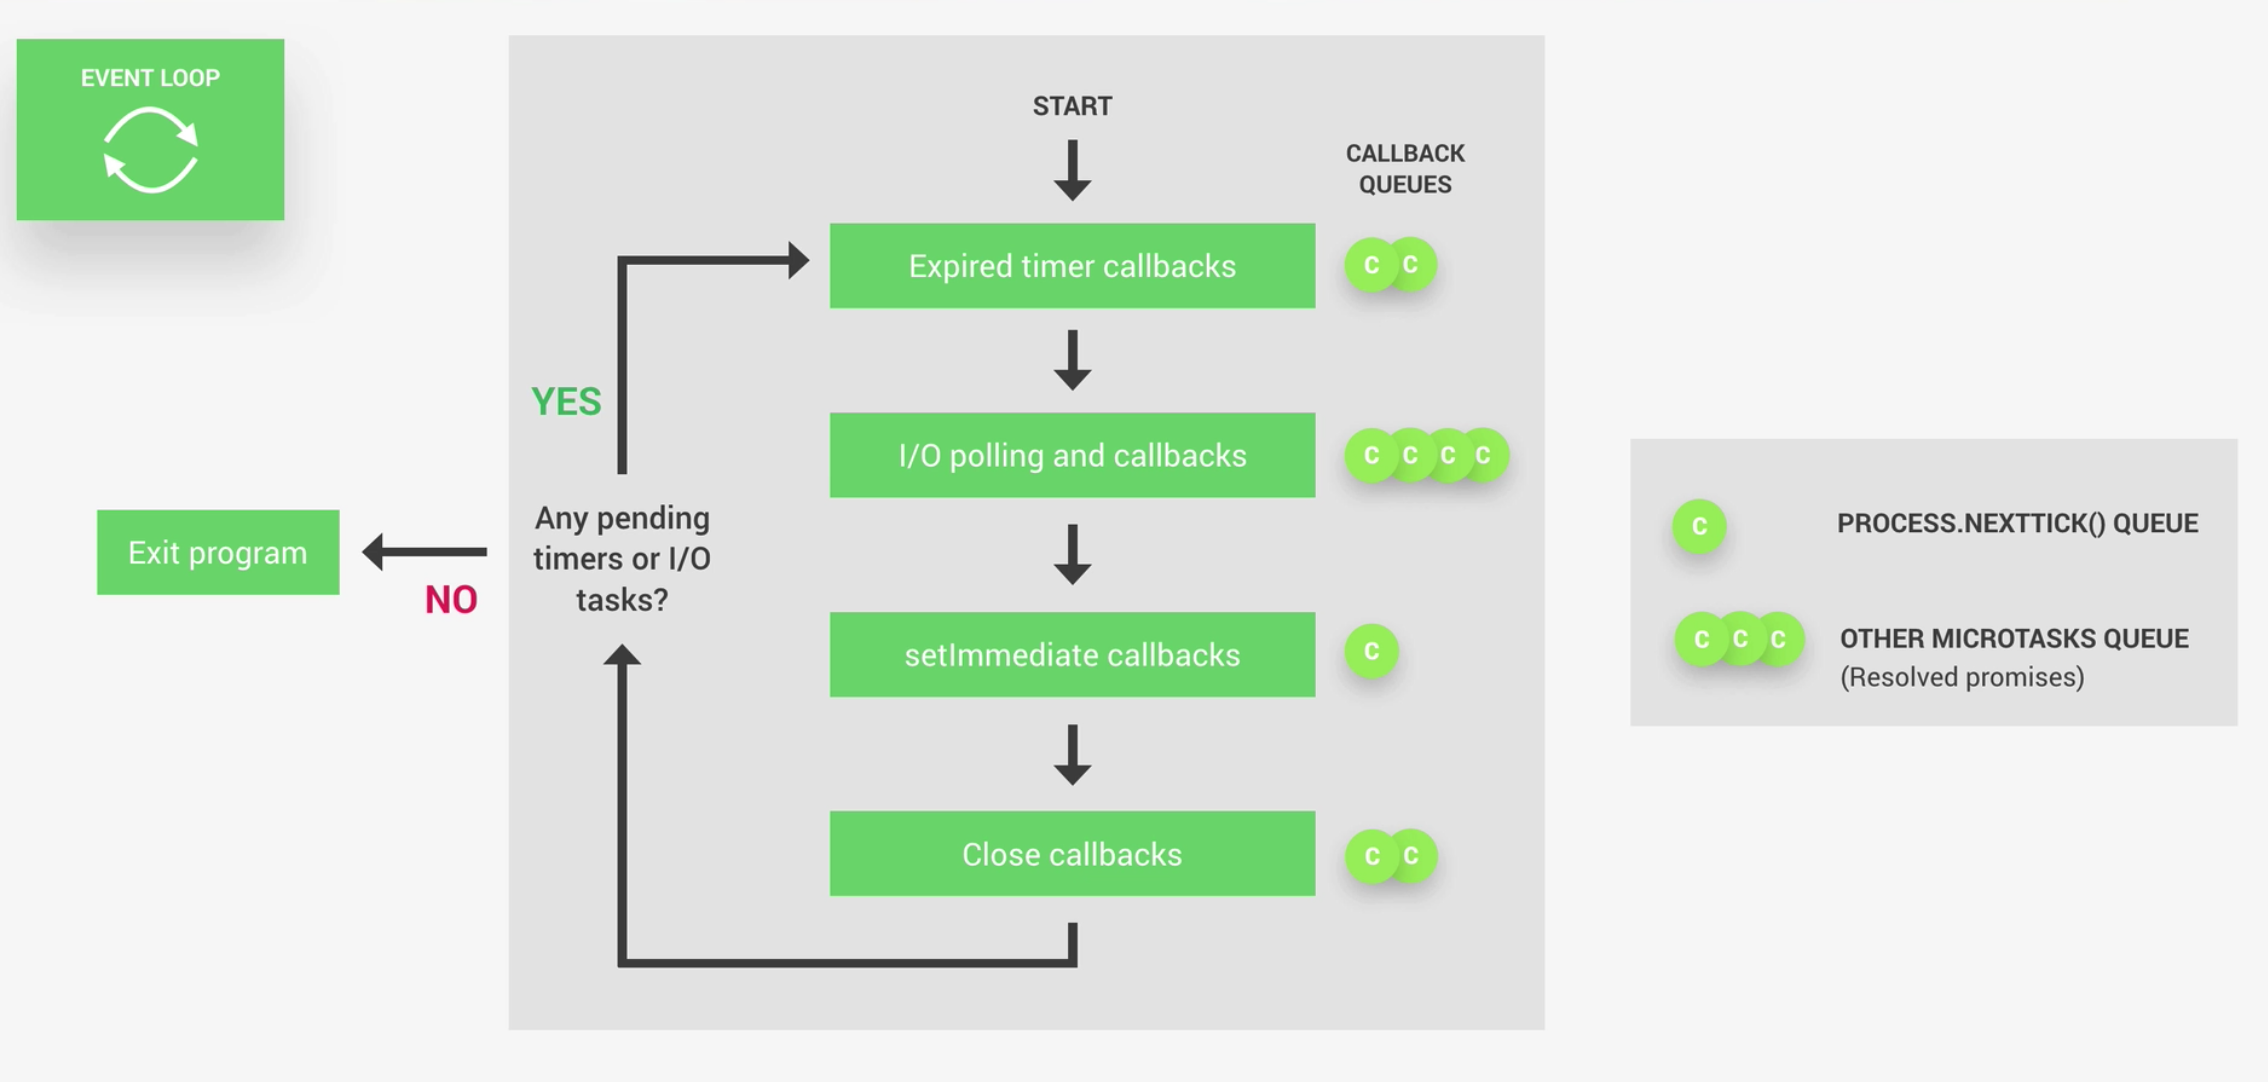 EVENT LOOP
START
CALLBACK
QUEUES
Expired timer callbacks
C C
YES
I/O polling and callbacks
C C C C
Any pending
timers or I/O
tasks?
Exit program
NO
setImmediate callbacks
C
Close callbacks
C C
C
PROCESS.NEXTTICK() QUEUE
C C C
OTHER MICROTASKS QUEUE
(Resolved promises)